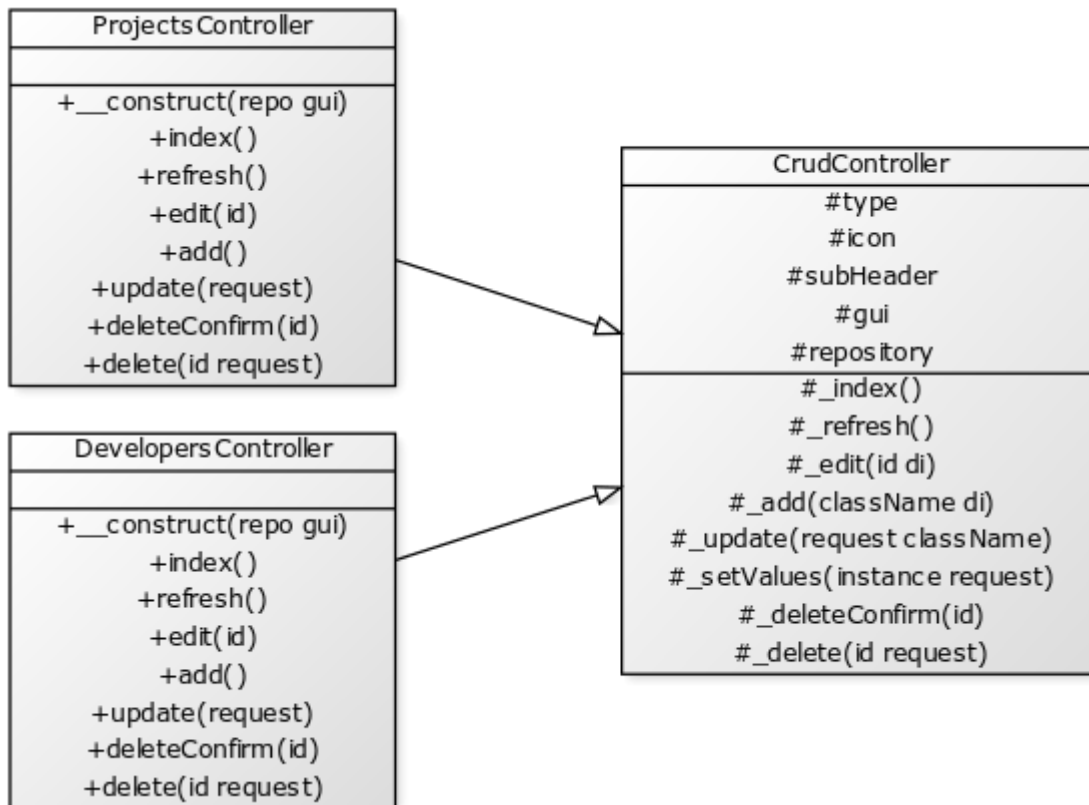 ProjectsController
+__construct(repo gui)
+index()
+refresh()
+edit(id)
+add()
+update(request)
+deleteConfirm(id)
+delete(id request)
DevelopersController
+__construct(repo gui)
+index()
+refresh()
+edit(id)
+add()
+update(request)
+deleteConfirm(id)
+delete(id request)
CrudController
#type
#icon
#subHeader
#gui
#repository
#_index()
#_refresh()
#_edit(id di)
#_add(className di)
#_update(request className)
#_setValues(instance request)
#_deleteConfirm(id)
#_delete(id request)